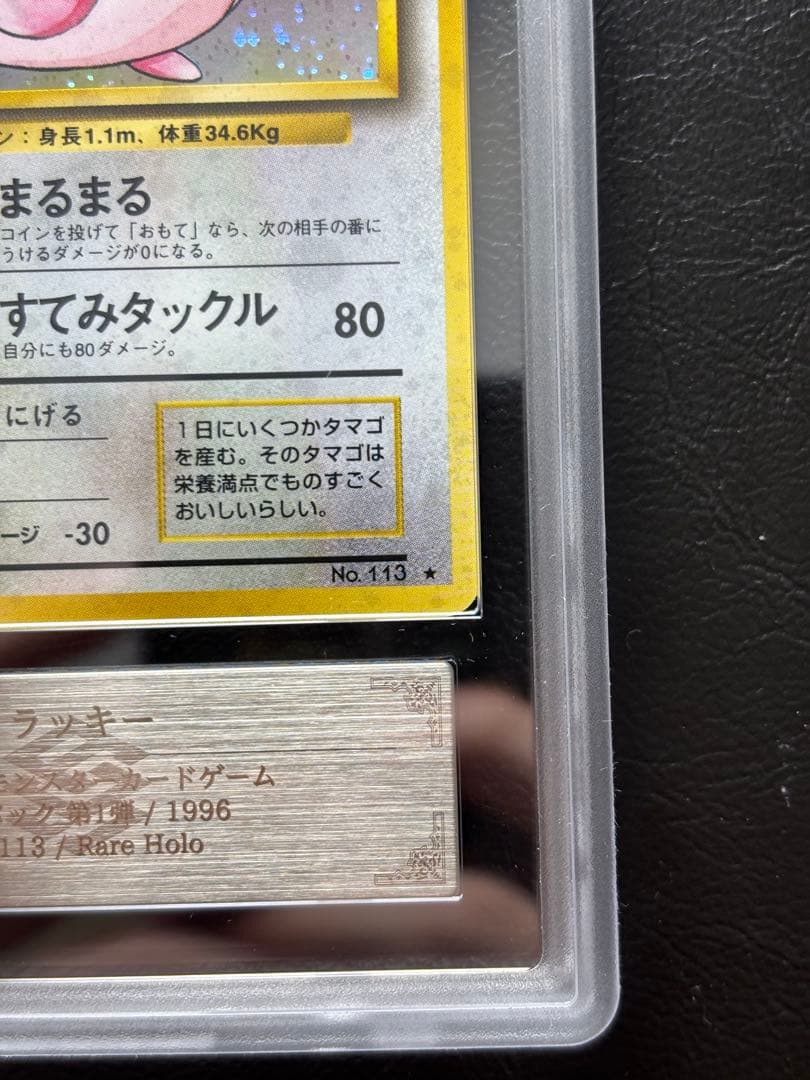 ン：身長1.1m、体重34.6Kg
まるまる
コインを投げて「おもて」なら、次の相手の番に
うけるダメージが0になる。
すてみタックル 80
自分にも80ダメージ。
にげる
1日にいくつかタマゴ
を産む。そのタマゴは
栄養満点でものすごく
おいしいらしい。
ージ -30
No. 113 ★
ラッキー
モンスターカードゲーム
パック 第1弾 / 1996
113 / Rare Holo